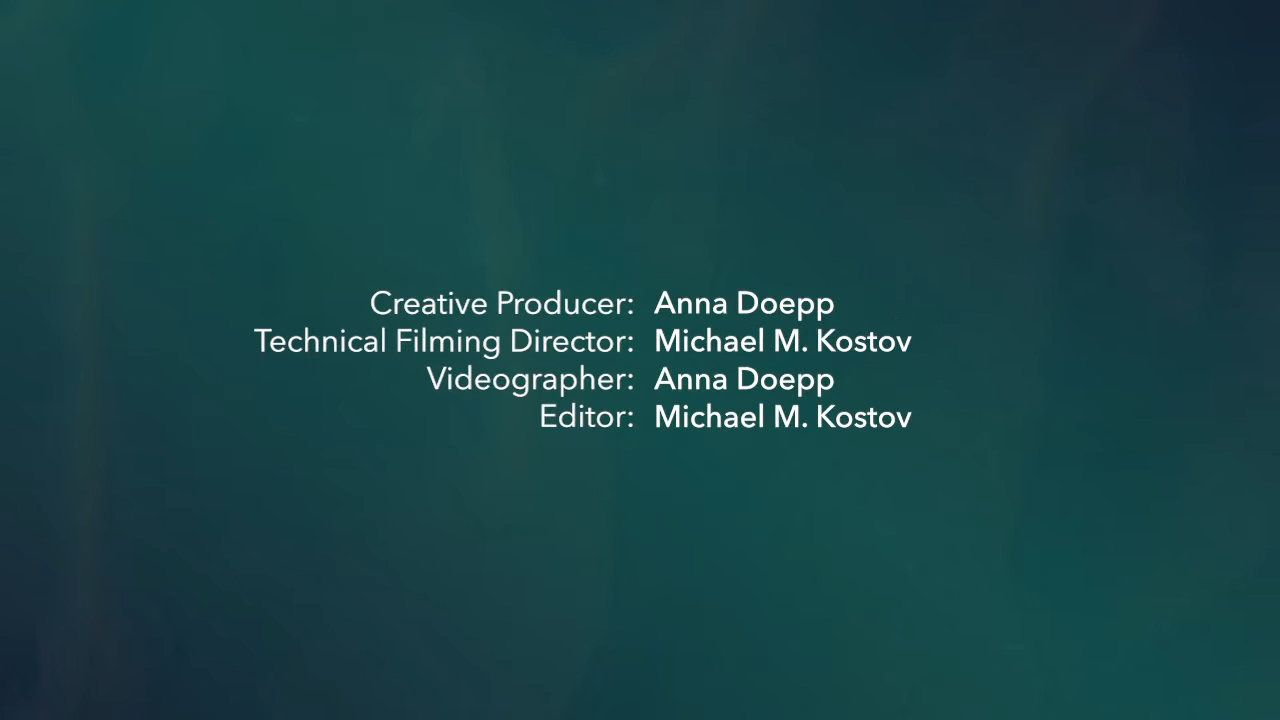 Creative Producer: Anna Doepp
Technical Filming Director: Michael M. Kostov
Videographer: Anna Doepp
Editor: Michael M. Kostov